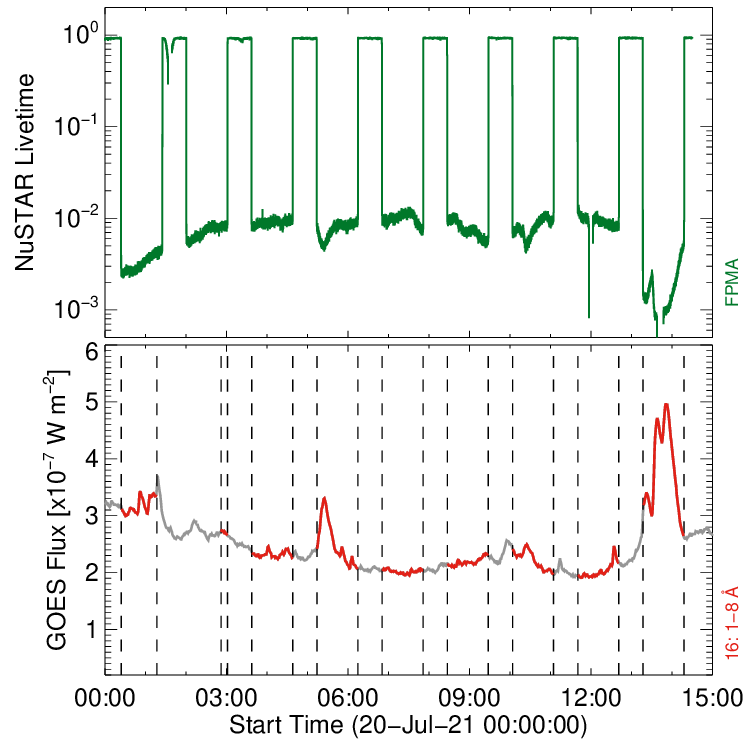 10⁰
10⁻¹
10⁻²
10⁻³
NuSTAR Livetime
FPMA
6
5
4
3
2
1
GOES Flux [x10⁻⁷ W m⁻²]
16: 1−8 Å
00:00 03:00 06:00 09:00 12:00 15:00
Start Time (20−Jul−21 00:00:00)